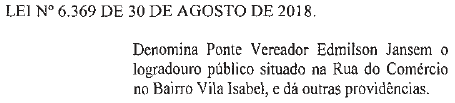 LEI Nº 6.369 DE 30 DE AGOSTO DE 2018.
Denomina Ponte Vereador Edmilson Jansem o
logradouro público situado na Rua do Comércio
no Bairro Vila Isabel, e dá outras providências.